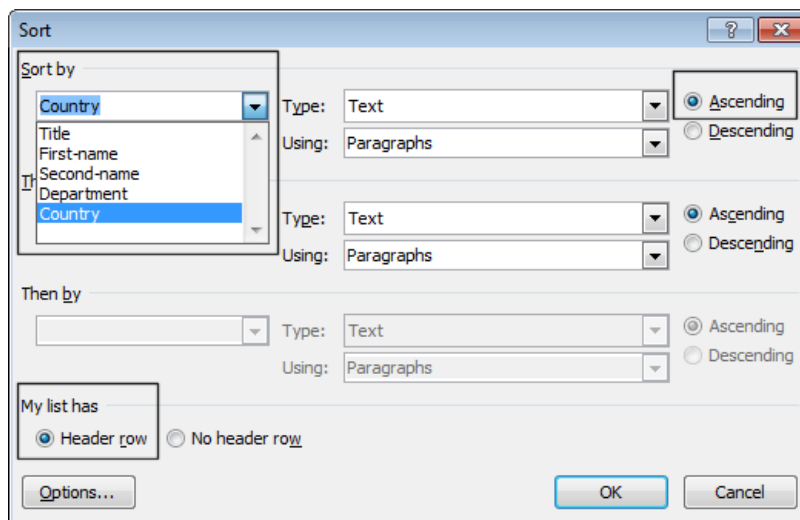 Sort
Sort by
Country
Type: Text
Ascending
Title
First-name
Second-name
Department
Country
Using: Paragraphs
Descending
Th
Type: Text
Ascending
Using: Paragraphs
Descending
Then by
Type: Text
Ascending
Using: Paragraphs
Descending
My list has
Header row No header row
Options... OK Cancel